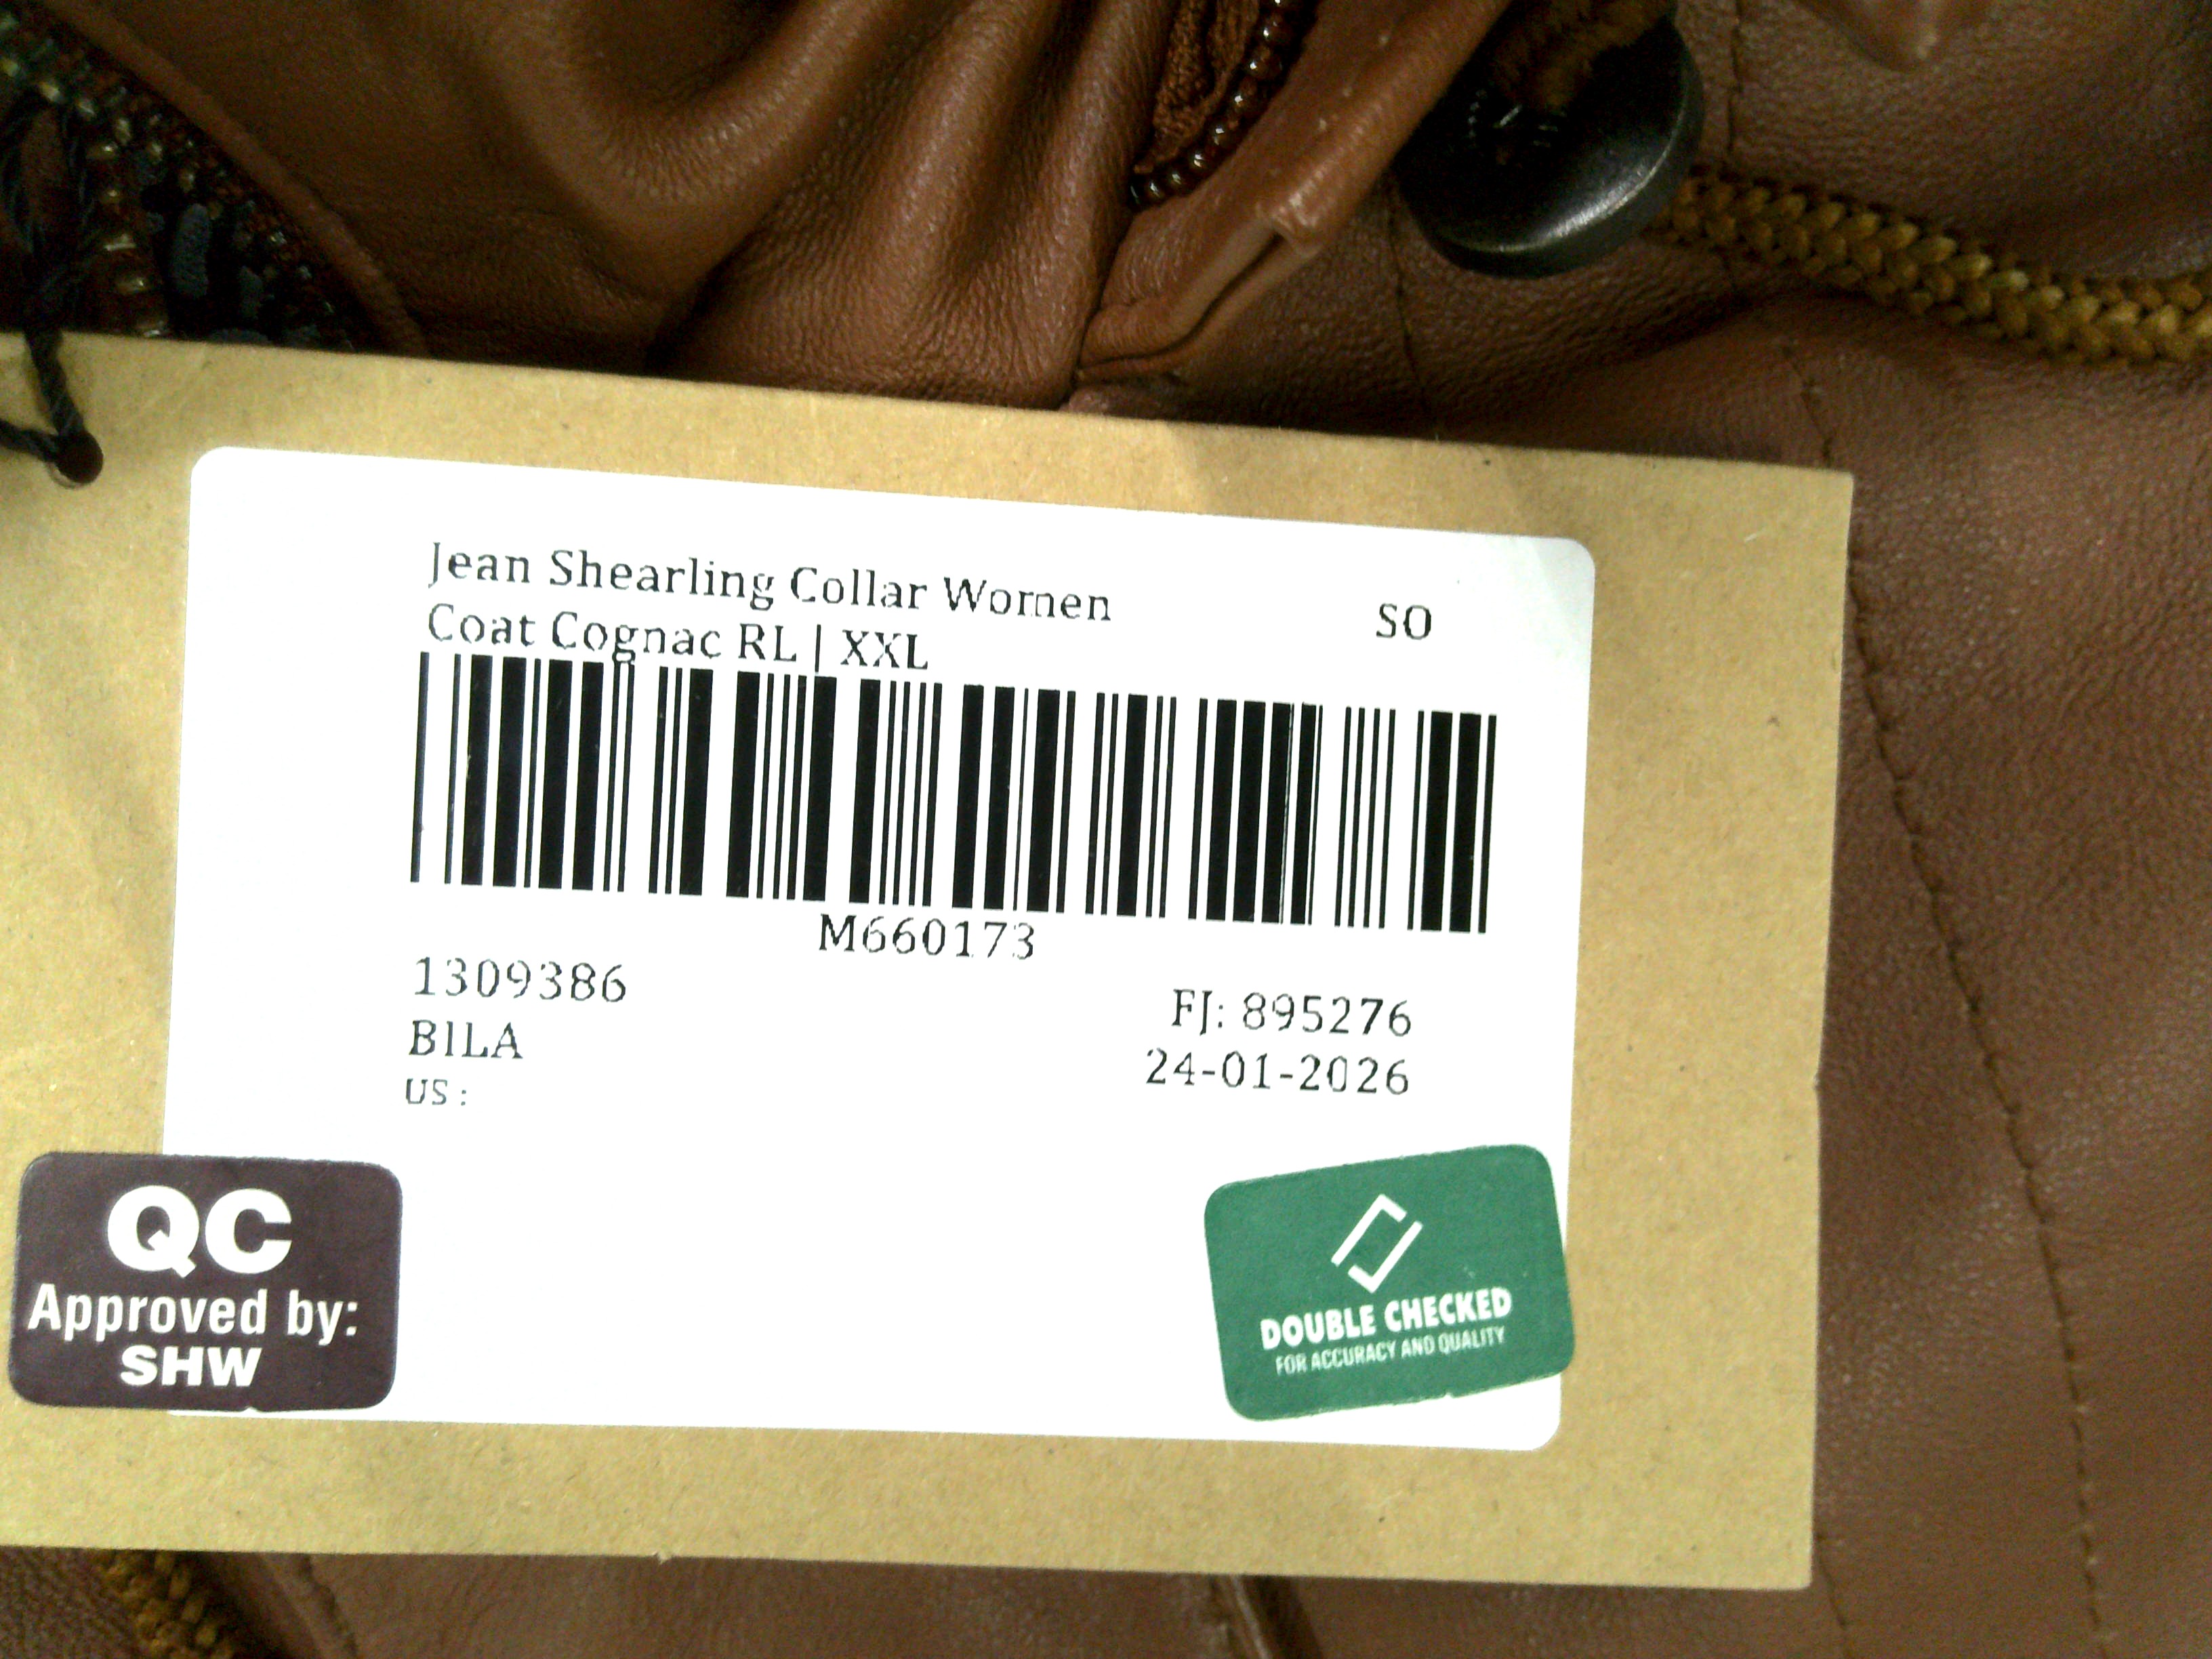 Jean Shearling Collar Women
Coat Cognac RL | XXL
SO
M660173
1309386
BILA
US :
FJ: 895276
24-01-2026
QC
Approved by:
SHW
DOUBLE CHECKED
FOR ACCURACY AND QUALITY